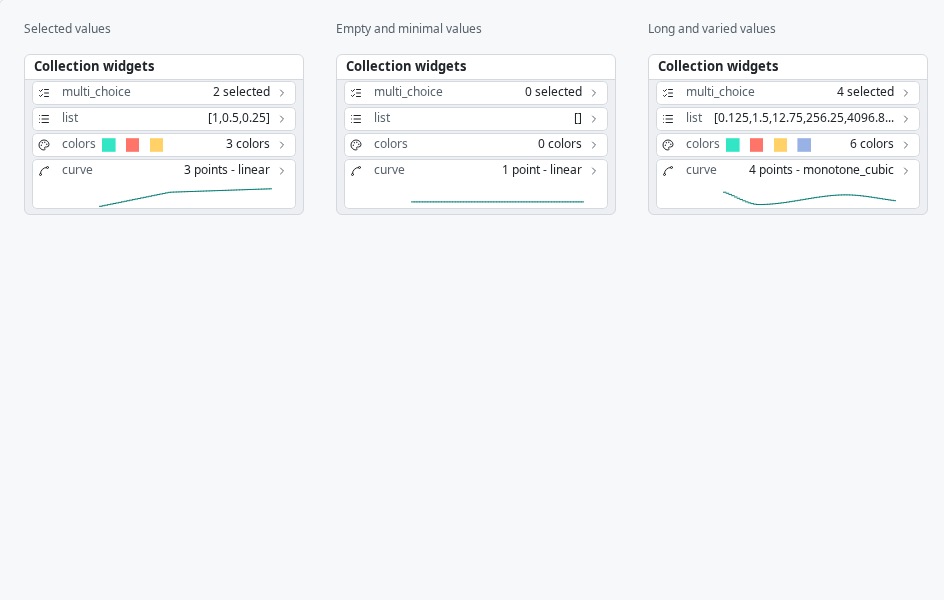 Selected values
Collection widgets
multi_choice 2 selected
list [1,0.5,0.25]
colors 3 colors
curve 3 points - linear
Empty and minimal values
Collection widgets
multi_choice 0 selected
list []
colors 0 colors
curve 1 point - linear
Long and varied values
Collection widgets
multi_choice 4 selected
list [0.125,1.5,12.75,256.25,4096.8...
colors 6 colors
curve 4 points - monotone_cubic